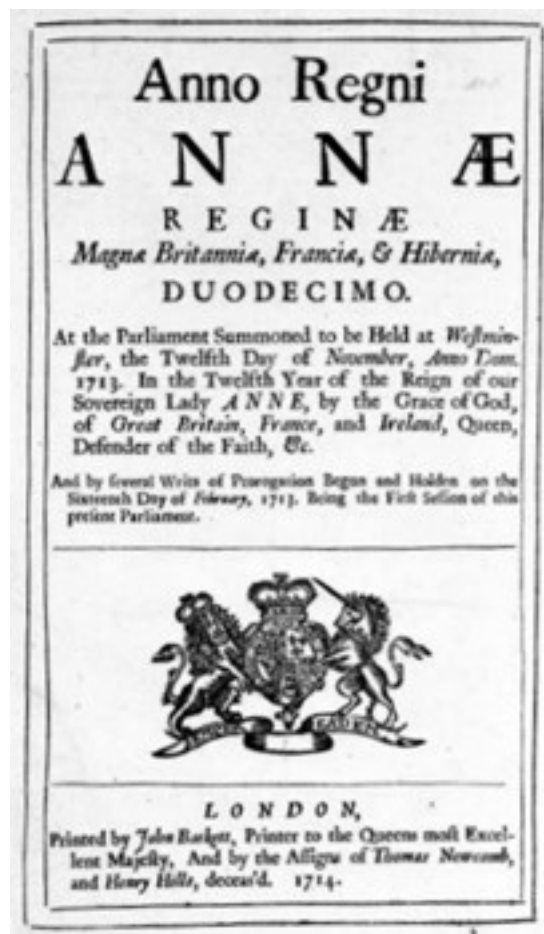 Anno Regni
ANNÆ
REGINÆ
Magnæ Britanniæ, Franciæ, & Hiberniæ,
DUODECIMO.
At the Parliament Summoned to be Held at Weſtmin-
ſter, the Twelfth Day of November, Anno Dom.
1713. In the Twelfth Year of the Reign of our
Sovereign Lady ANNE, by the Grace of God,
of Great Britain, France, and Ireland, Queen,
Defender of the Faith, &c.
And by ſeveral Writs of Prorogation Begun and Holden on the
Sixteenth Day of February, 1713. Being the Firſt Seſſion of this
preſent Parliament.
SEMPER EADEM
LONDON,
Printed by John Baskett, Printer to the Queens moſt Excel-
lent Majeſty, And by the Aſſigns of Thomas Newcomb,
and Henry Hills, deceas'd. 1714.